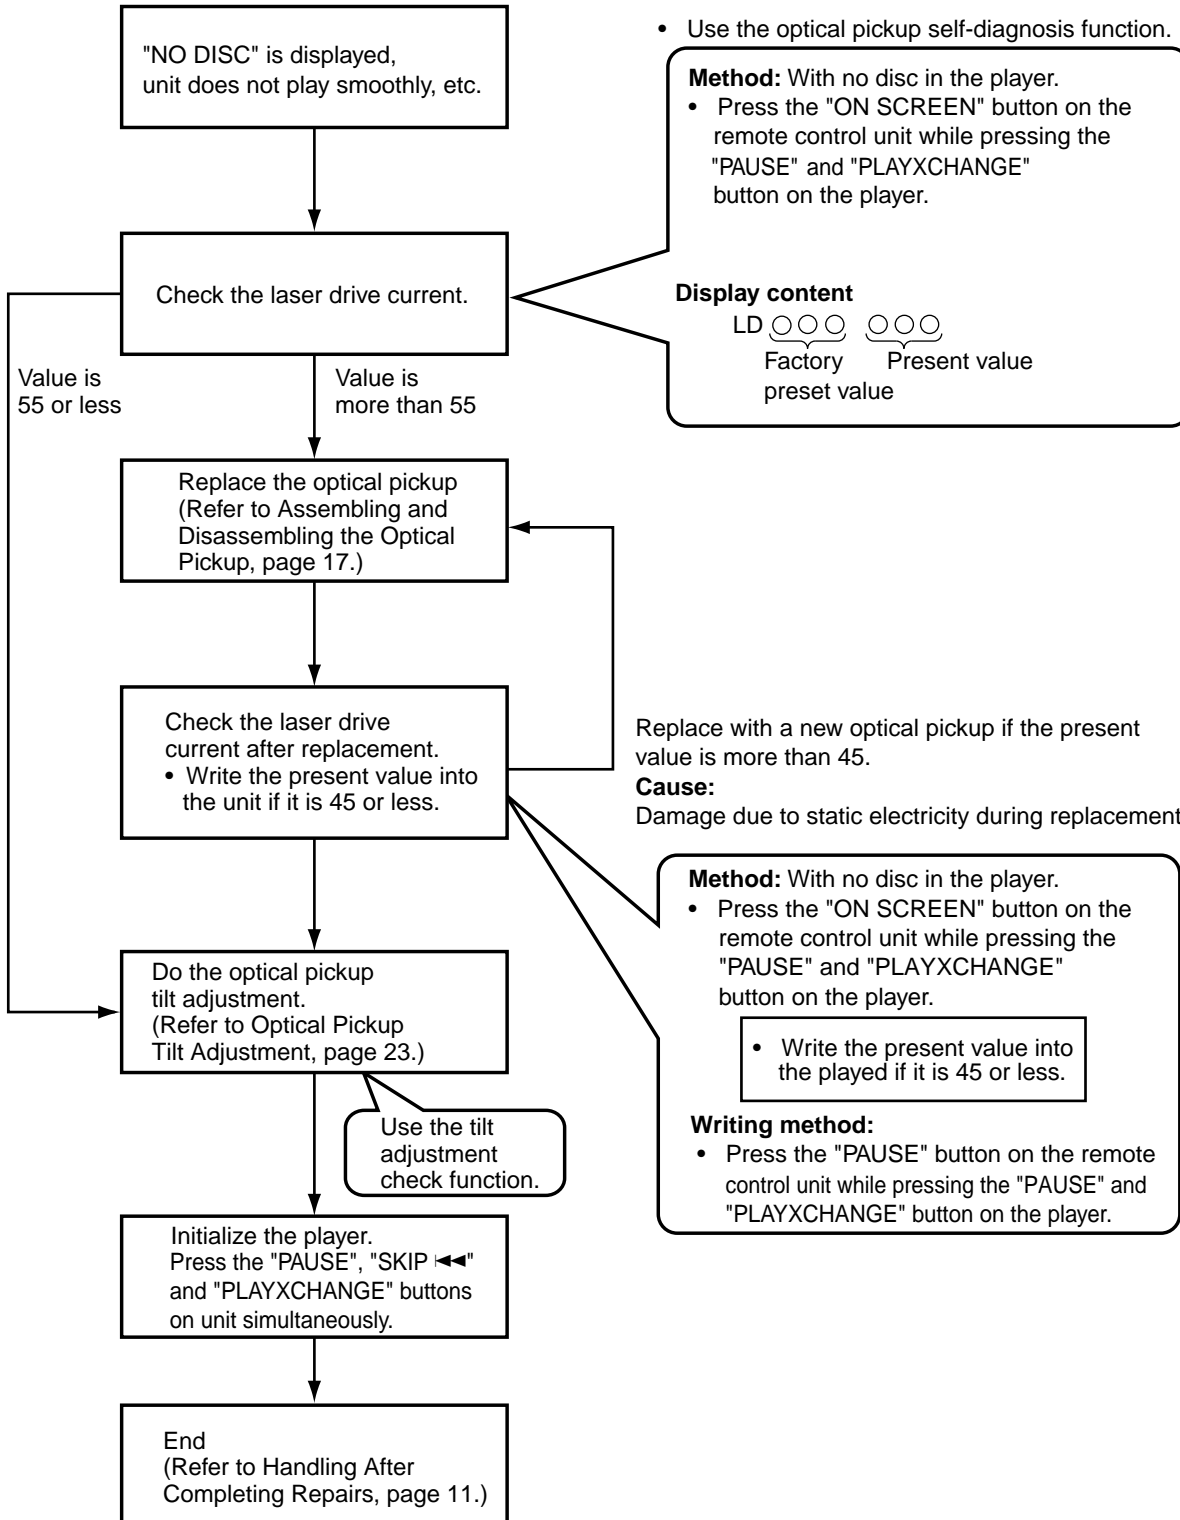 "NO DISC" is displayed,
unit does not play smoothly, etc.
• Use the optical pickup self-diagnosis function.
Method: With no disc in the player.
• Press the "ON SCREEN" button on the
remote control unit while pressing the
"PAUSE" and "PLAYXCHANGE"
button on the player.
Check the laser drive current.
Display content
LD ○○○ ○○○
Factory
preset value
Present value
Value is
55 or less
Value is
more than 55
Replace the optical pickup
(Refer to Assembling and
Disassembling the Optical
Pickup, page 17.)
Check the laser drive
current after replacement.
• Write the present value into
the unit if it is 45 or less.
Replace with a new optical pickup if the present
value is more than 45.
Cause:
Damage due to static electricity during replacement
Method: With no disc in the player.
• Press the "ON SCREEN" button on the
remote control unit while pressing the
"PAUSE" and "PLAYXCHANGE"
button on the player.
• Write the present value into
the played if it is 45 or less.
Writing method:
• Press the "PAUSE" button on the remote
control unit while pressing the "PAUSE" and
"PLAYXCHANGE" button on the player.
Do the optical pickup
tilt adjustment.
(Refer to Optical Pickup
Tilt Adjustment, page 23.)
Use the tilt
adjustment
check function.
Initialize the player.
Press the "PAUSE", "SKIP ⏮"
and "PLAYXCHANGE" buttons
on unit simultaneously.
End
(Refer to Handling After
Completing Repairs, page 11.)